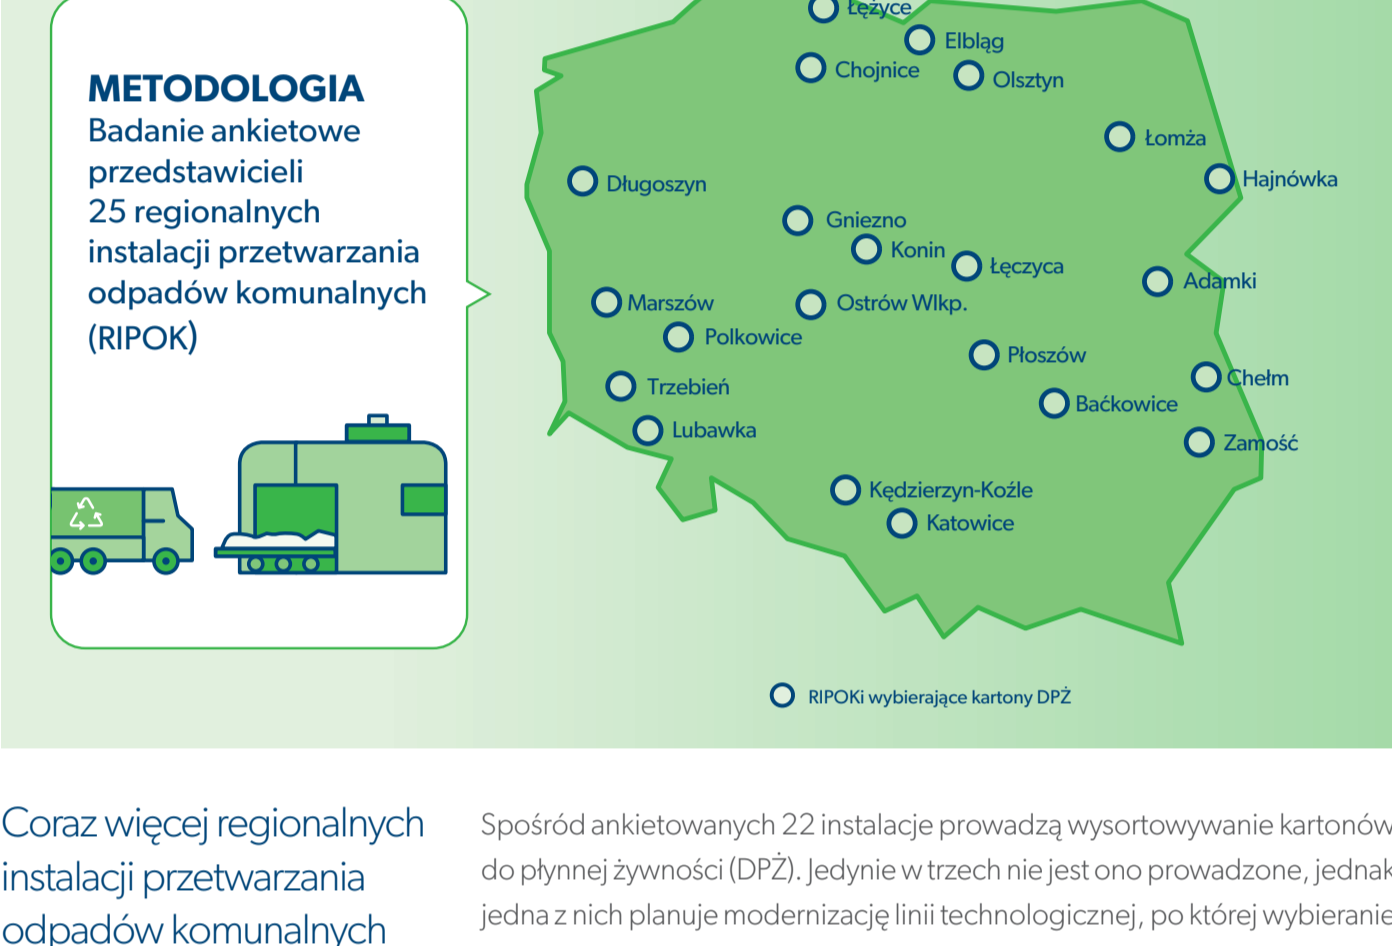 METODOLOGIA
Badanie ankietowe
przedstawicieli
25 regionalnych
instalacji przetwarzania
odpadów komunalnych
(RIPOK)
Łężyce
Elbląg
Chojnice
Olsztyn
Łomża
Hajnówka
Długoszyn
Gniezno
Konin
Łęczyca
Adamki
Marszów
Ostrów Wlkp.
Polkowice
Płoszów
Chełm
Trzebień
Baćkowice
Lubawka
Zamość
Kędzierzyn-Koźle
Katowice
RIPOKi wybierające kartony DPŻ
Coraz więcej regionalnych
instalacji przetwarzania
odpadów komunalnych
Spośród ankietowanych 22 instalacje prowadzą wysortowywanie kartonów
do płynnej żywności (DPŻ). Jedynie w trzech nie jest ono prowadzone, jednak
jedna z nich planuje modernizację linii technologicznej, po której wybieranie